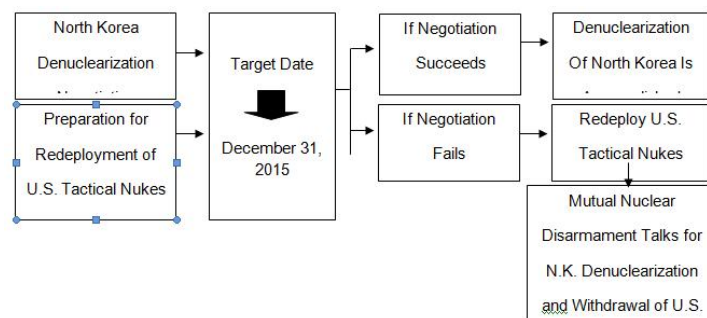 North Korea
Denuclearization
Preparation for
Redeployment of
U.S. Tactical Nukes
Target Date
December 31,
2015
If Negotiation
Succeeds
If Negotiation
Fails
Denuclearization
Of North Korea Is
Redeploy U.S.
Tactical Nukes
Mutual Nuclear
Disarmament Talks for
N.K. Denuclearization
and Withdrawal of U.S.